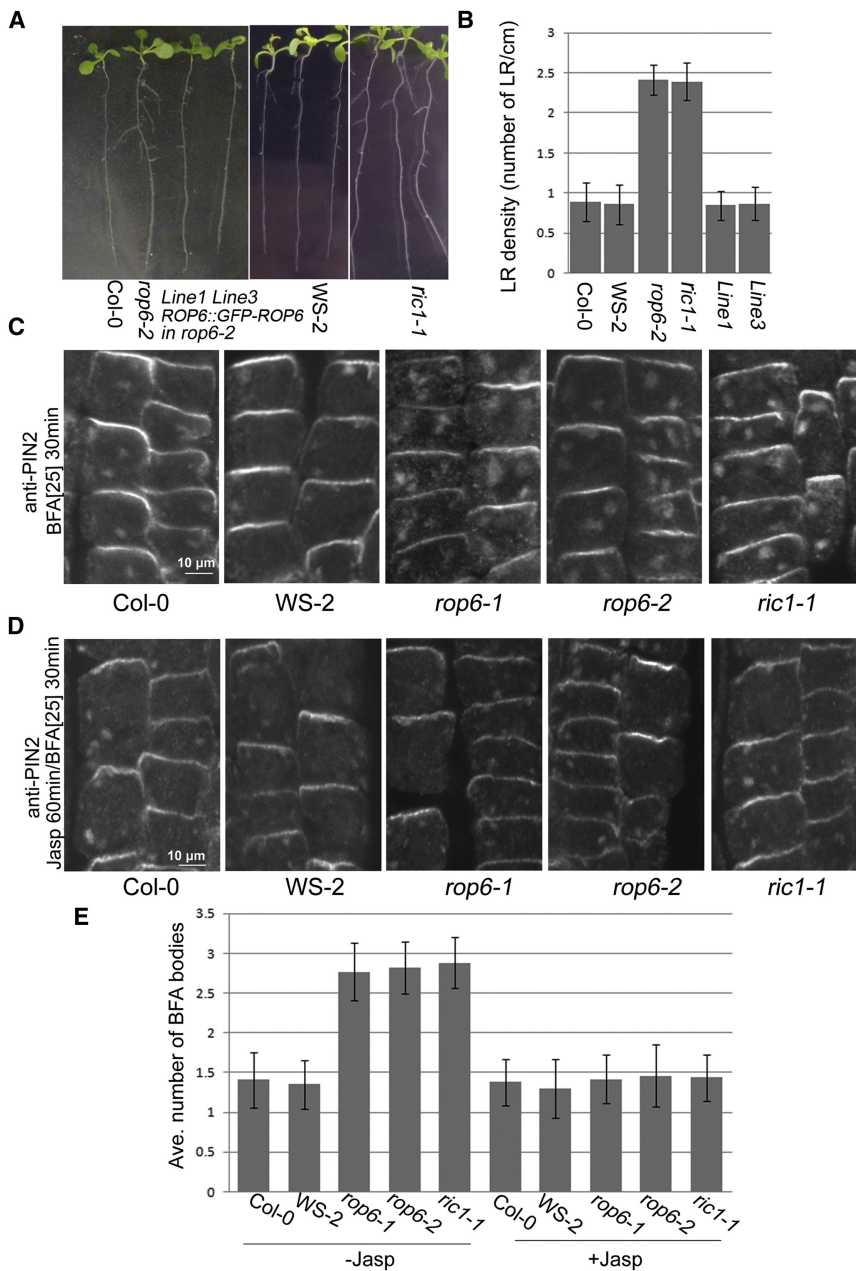 A
Col-0
rop6-2
Line1 Line3
ROP6::GFP-ROP6
in rop6-2
WS-2
ric1-1
B
LR density (number of LR/cm)
3
2.5
2
1.5
1
0.5
0
Col-0
WS-2
rop6-2
ric1-1
Line1
Line3
C
anti-PIN2
BFA[25] 30min
10 µm
Col-0
WS-2
rop6-1
rop6-2
ric1-1
D
anti-PIN2
Jasp 60min/BFA[25] 30min
10 µm
Col-0
WS-2
rop6-1
rop6-2
ric1-1
E
Ave. number of BFA bodies
3.5
3
2.5
2
1.5
1
0.5
0
Col-0
WS-2
rop6-1
rop6-2
ric1-1
Col-0
WS-2
rop6-1
rop6-2
ric1-1
-Jasp
+Jasp